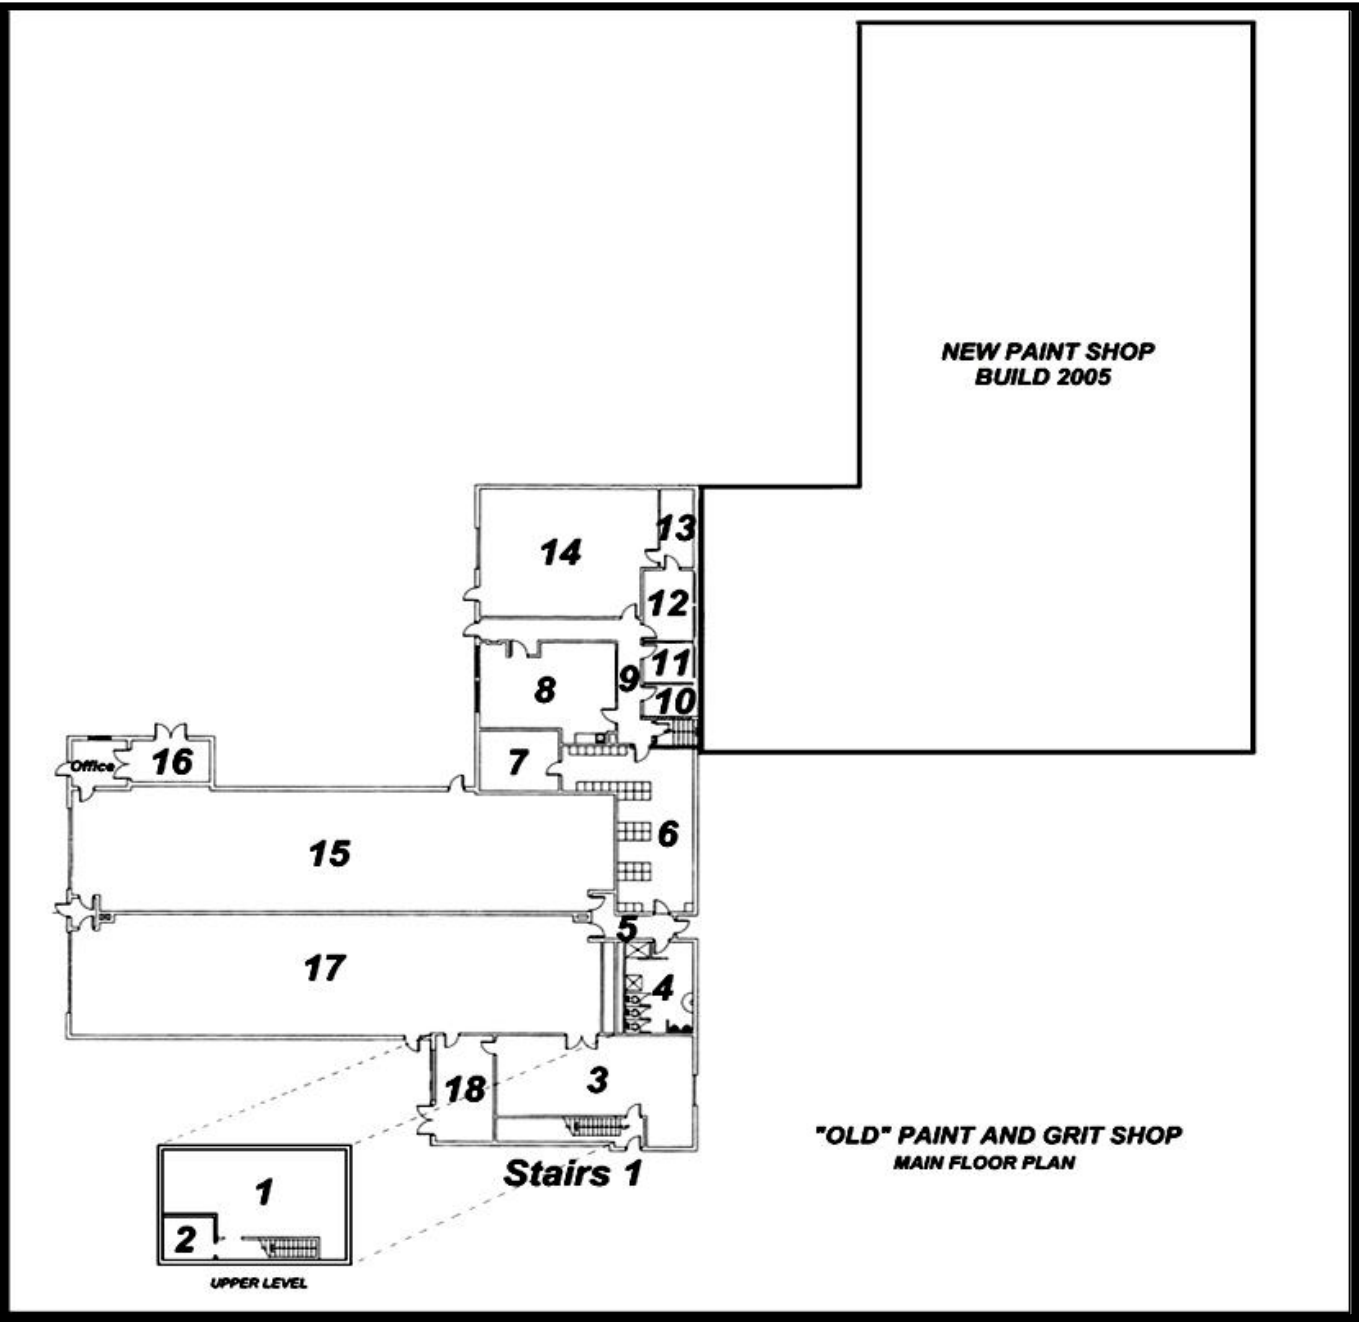 NEW PAINT SHOP
BUILD 2005
13
14
12
11
9
8
10
7
16
Office
6
15
5
17
4
3
18
"OLD" PAINT AND GRIT SHOP
MAIN FLOOR PLAN
Stairs 1
1
2
UPPER LEVEL